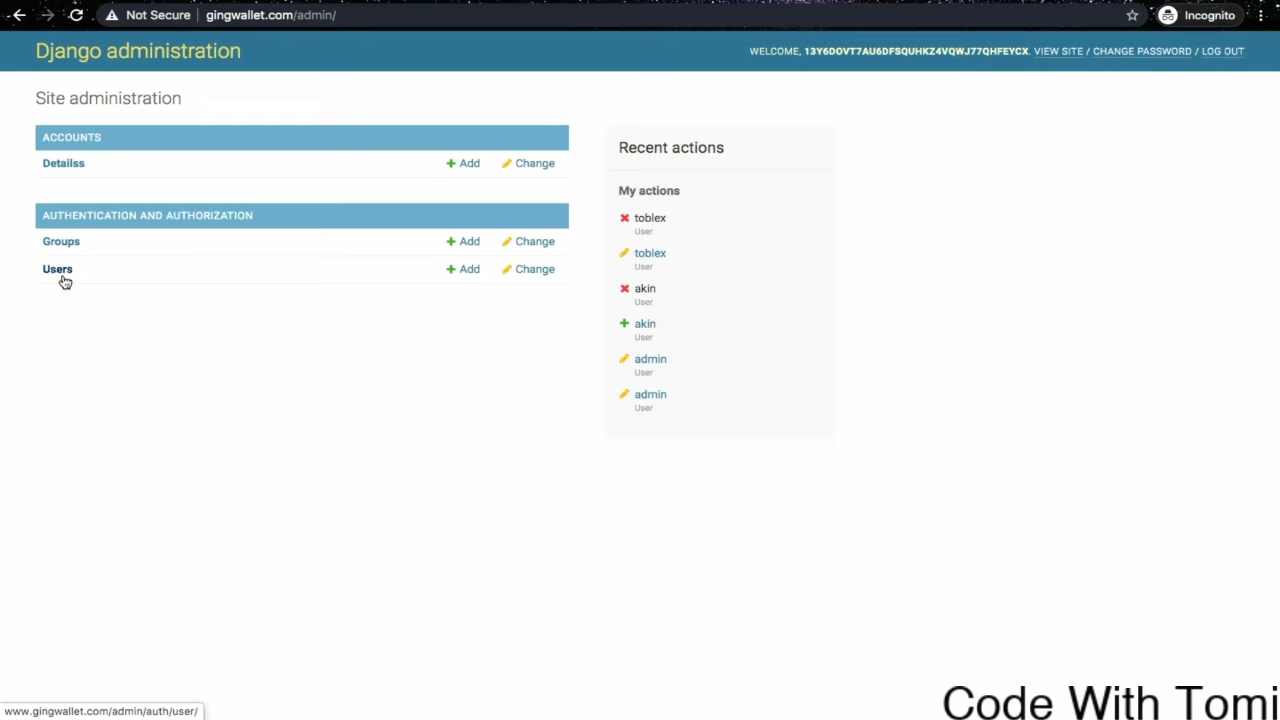 Not Secure gingwallet.com/admin/ Incognito
Django administration
WELCOME, 13Y6DOVT7AU6DFSQUHKZ4VQWJ77QHFEYCX. VIEW SITE / CHANGE PASSWORD / LOG OUT
Site administration
ACCOUNTS
Detailss Add Change
AUTHENTICATION AND AUTHORIZATION
Groups Add Change
Users Add Change
Recent actions
My actions
toblex
User
toblex
User
akin
User
akin
User
admin
User
admin
User
www.gingwallet.com/admin/auth/user/
Code With Tomi